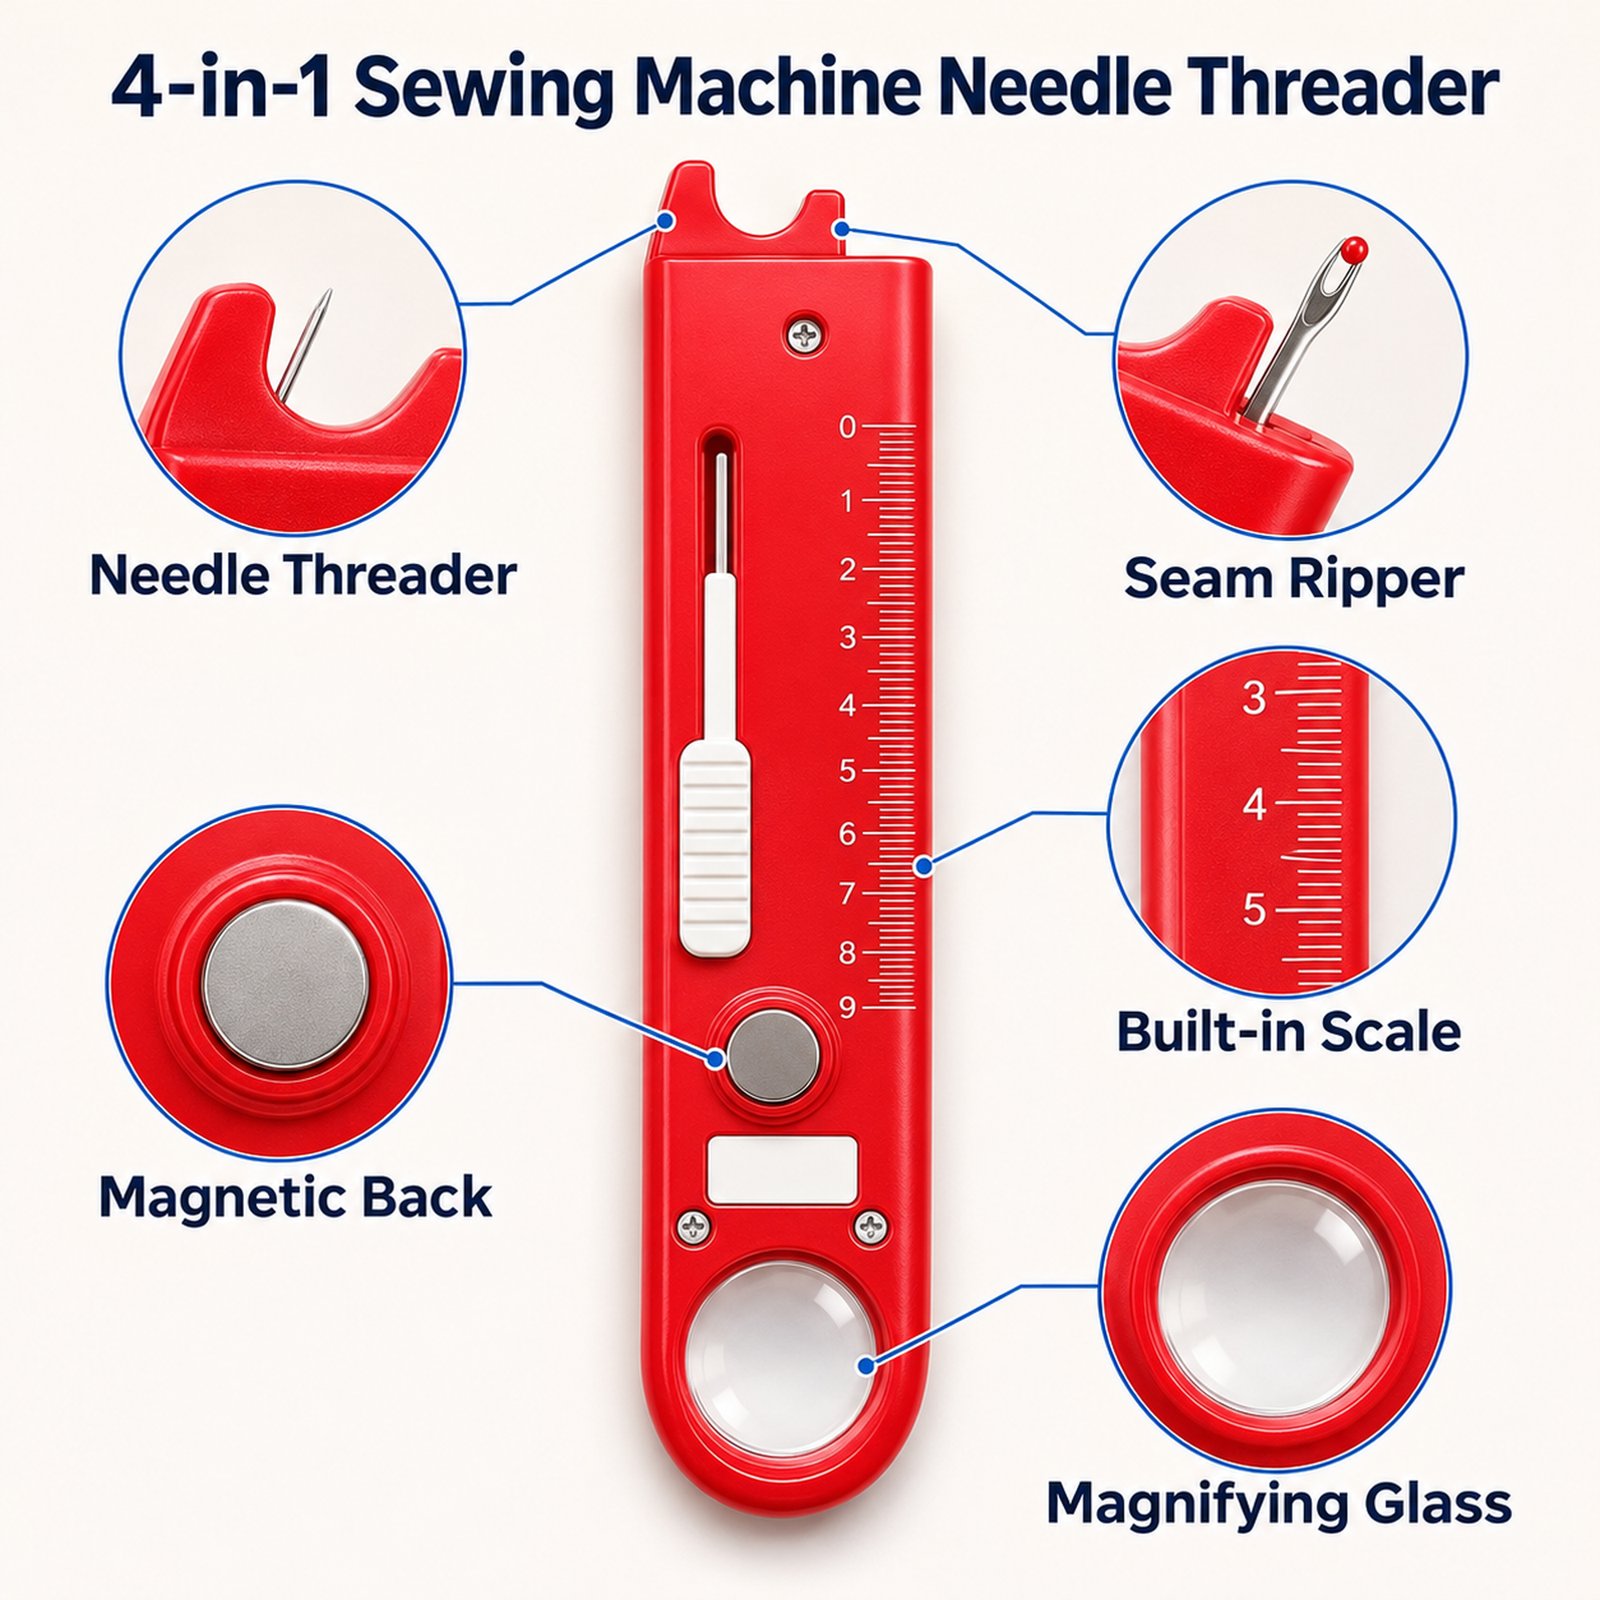 4-in-1 Sewing Machine Needle Threader
Needle Threader
Seam Ripper
0
1
2
3
4
5
6
7
8
9
3
4
5
Built-in Scale
Magnetic Back
Magnifying Glass